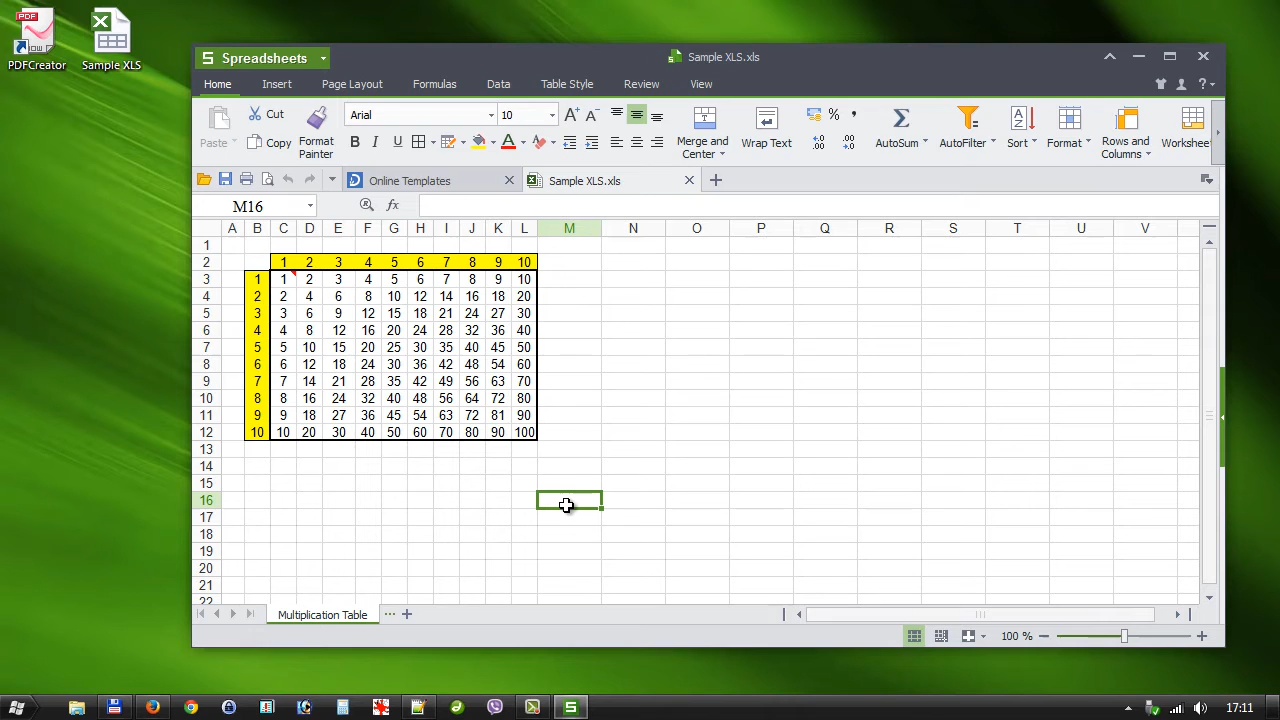 PDFCreator
Sample XLS
Spreadsheets
Sample XLS.xls
Home Insert Page Layout Formulas Data Table Style Review View
Paste Cut Copy Format Painter
Arial 10
B I U
Merge and Center Wrap Text % AutoSum AutoFilter Sort Format Rows and Columns Workshee
Online Templates Sample XLS.xls
M16 fx
A B C D E F G H I J K L M N O P Q R S T U V
1
2 1 2 3 4 5 6 7 8 9 10
3 1 1 2 3 4 5 6 7 8 9 10
4 2 2 4 6 8 10 12 14 16 18 20
5 3 3 6 9 12 15 18 21 24 27 30
6 4 4 8 12 16 20 24 28 32 36 40
7 5 5 10 15 20 25 30 35 40 45 50
8 6 6 12 18 24 30 36 42 48 54 60
9 7 7 14 21 28 35 42 49 56 63 70
10 8 8 16 24 32 40 48 56 64 72 80
11 9 9 18 27 36 45 54 63 72 81 90
12 10 10 20 30 40 50 60 70 80 90 100
13
14
15
16
17
18
19
20
21
22
Multiplication Table
100 %
17:11